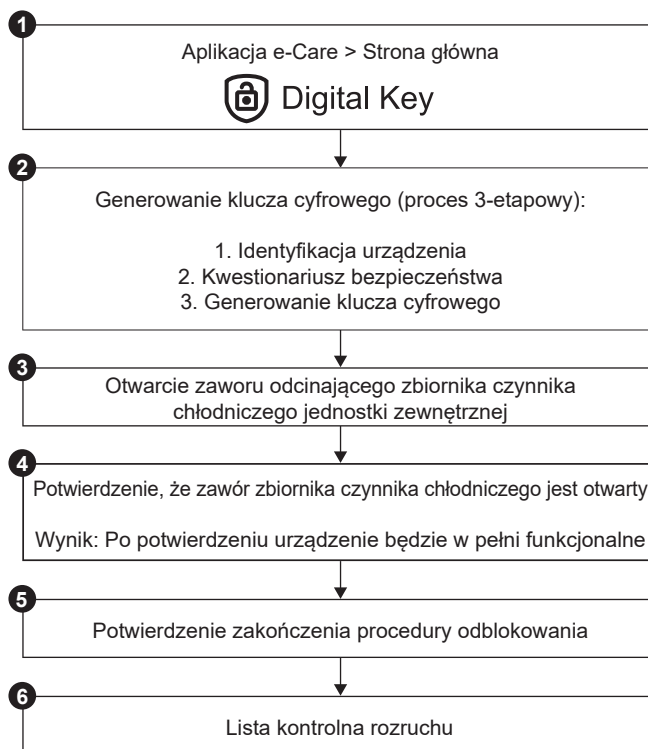 1
Aplikacja e-Care > Strona główna
Digital Key
2
Generowanie klucza cyfrowego (proces 3-etapowy):
1. Identyfikacja urządzenia
2. Kwestionariusz bezpieczeństwa
3. Generowanie klucza cyfrowego
3
Otwarcie zaworu odcinającego zbiornika czynnika
chłodniczego jednostki zewnętrznej
4
Potwierdzenie, że zawór zbiornika czynnika chłodniczego jest otwarty
Wynik: Po potwierdzeniu urządzenie będzie w pełni funkcjonalne
5
Potwierdzenie zakończenia procedury odblokowania
6
Lista kontrolna rozruchu